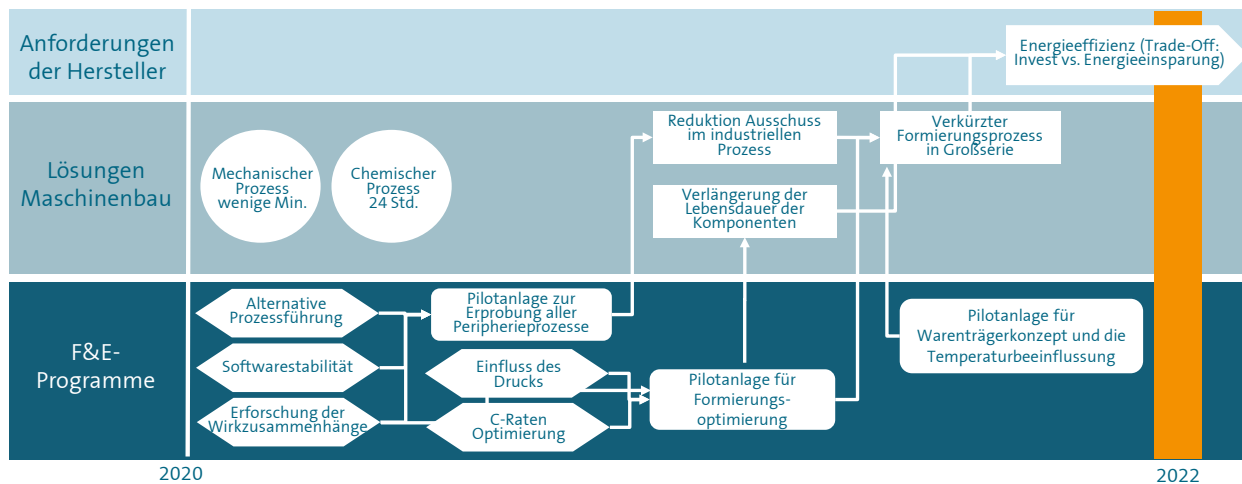 Anforderungen
der Hersteller
Energieeffizienz (Trade-Off:
Invest vs. Energieeinsparung)
Lösungen
Maschinenbau
Mechanischer
Prozess
wenige Min.
Chemischer
Prozess
24 Std.
Reduktion Ausschuss
im industriellen
Prozess
Verkürzter
Formierungsprozess
in Großserie
Verlängerung der
Lebensdauer der
Komponenten
F&E-
Programme
Alternative
Prozessführung
Pilotanlage zur
Erprobung aller
Peripherieprozesse
Softwarestabilität
Einfluss des
Drucks
Erforschung der
Wirkzusammenhänge
C-Raten
Optimierung
Pilotanlage für
Formierungs-
optimierung
Pilotanlage für
Warenträgerkonzept und die
Temperaturbeeinflussung
2020
2022